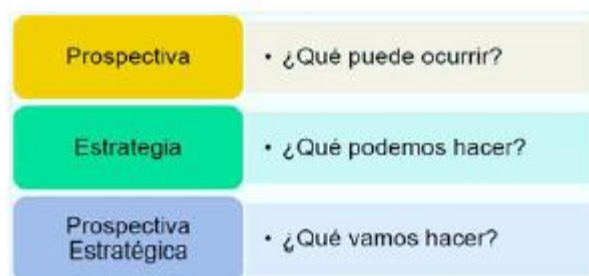 Prospectiva
• ¿Qué puede ocurrir?
Estrategia
• ¿Qué podemos hacer?
Prospectiva
Estratégica
• ¿Qué vamos hacer?